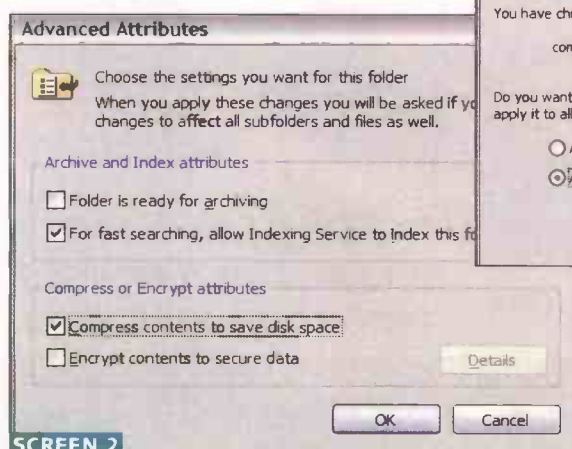 Advanced Attributes
Choose the settings you want for this folder
When you apply these changes you will be asked if yo
changes to affect all subfolders and files as well.
Archive and Index attributes
Folder is ready for archiving
For fast searching, allow Indexing Service to index this fo
Compress or Encrypt attributes
Compress contents to save disk space
Encrypt contents to secure data
Details
OK
Cancel
SCREEN 2
You have ch
con
Do you want
apply it to all